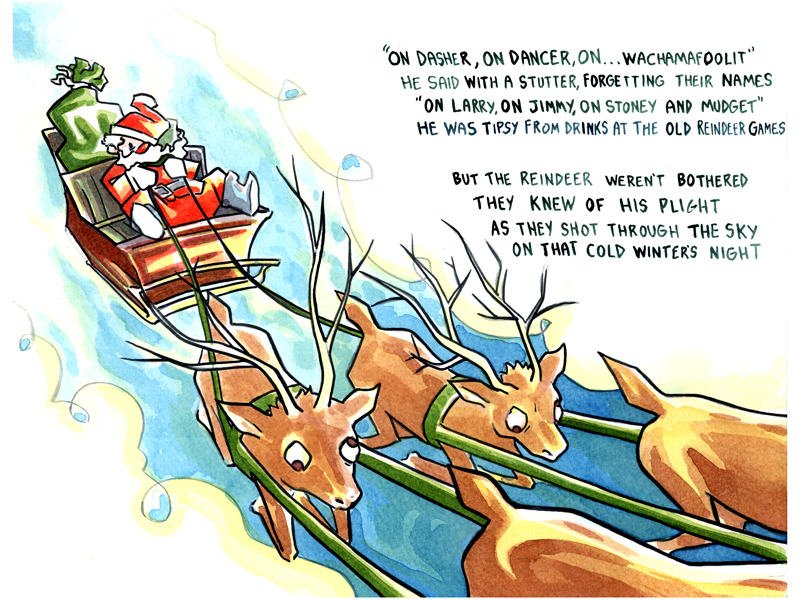 "ON DASHER, ON DANCER, ON...WACHAMAFOOLIT"
HE SAID WITH A STUTTER, FORGETTING THEIR NAMES
"ON LARRY, ON JIMMY, ON STONEY AND MUDGET"
HE WAS TIPSY FROM DRINKS AT THE OLD REINDEER GAMES
BUT THE REINDEER WEREN'T BOTHERED
THEY KNEW OF HIS PLIGHT
AS THEY SHOT THROUGH THE SKY
ON THAT COLD WINTER'S NIGHT